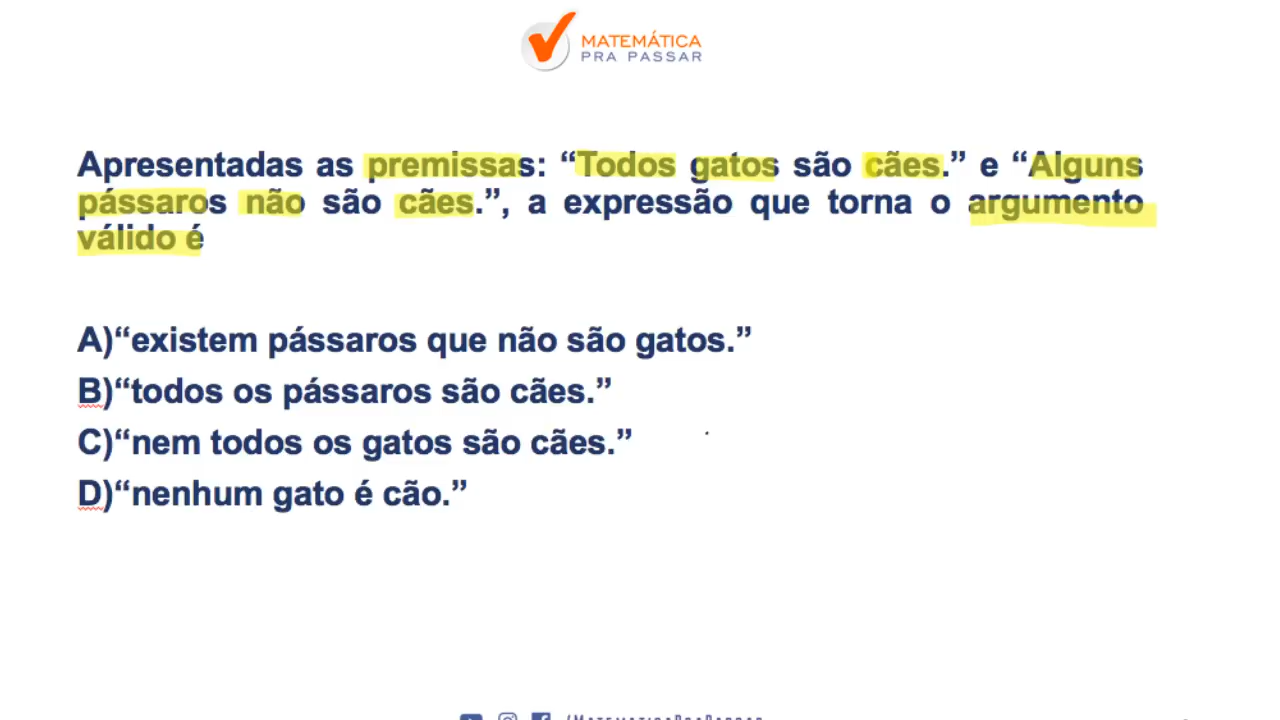 MATEMÁTICA
PRA PASSAR
Apresentadas as premissas: “Todos gatos são cães.” e “Alguns
pássaros não são cães.”, a expressão que torna o argumento
válido é
A)“existem pássaros que não são gatos.”
B)“todos os pássaros são cães.”
C)“nem todos os gatos são cães.”
D)“nenhum gato é cão.”
/MatematicaPraPassar